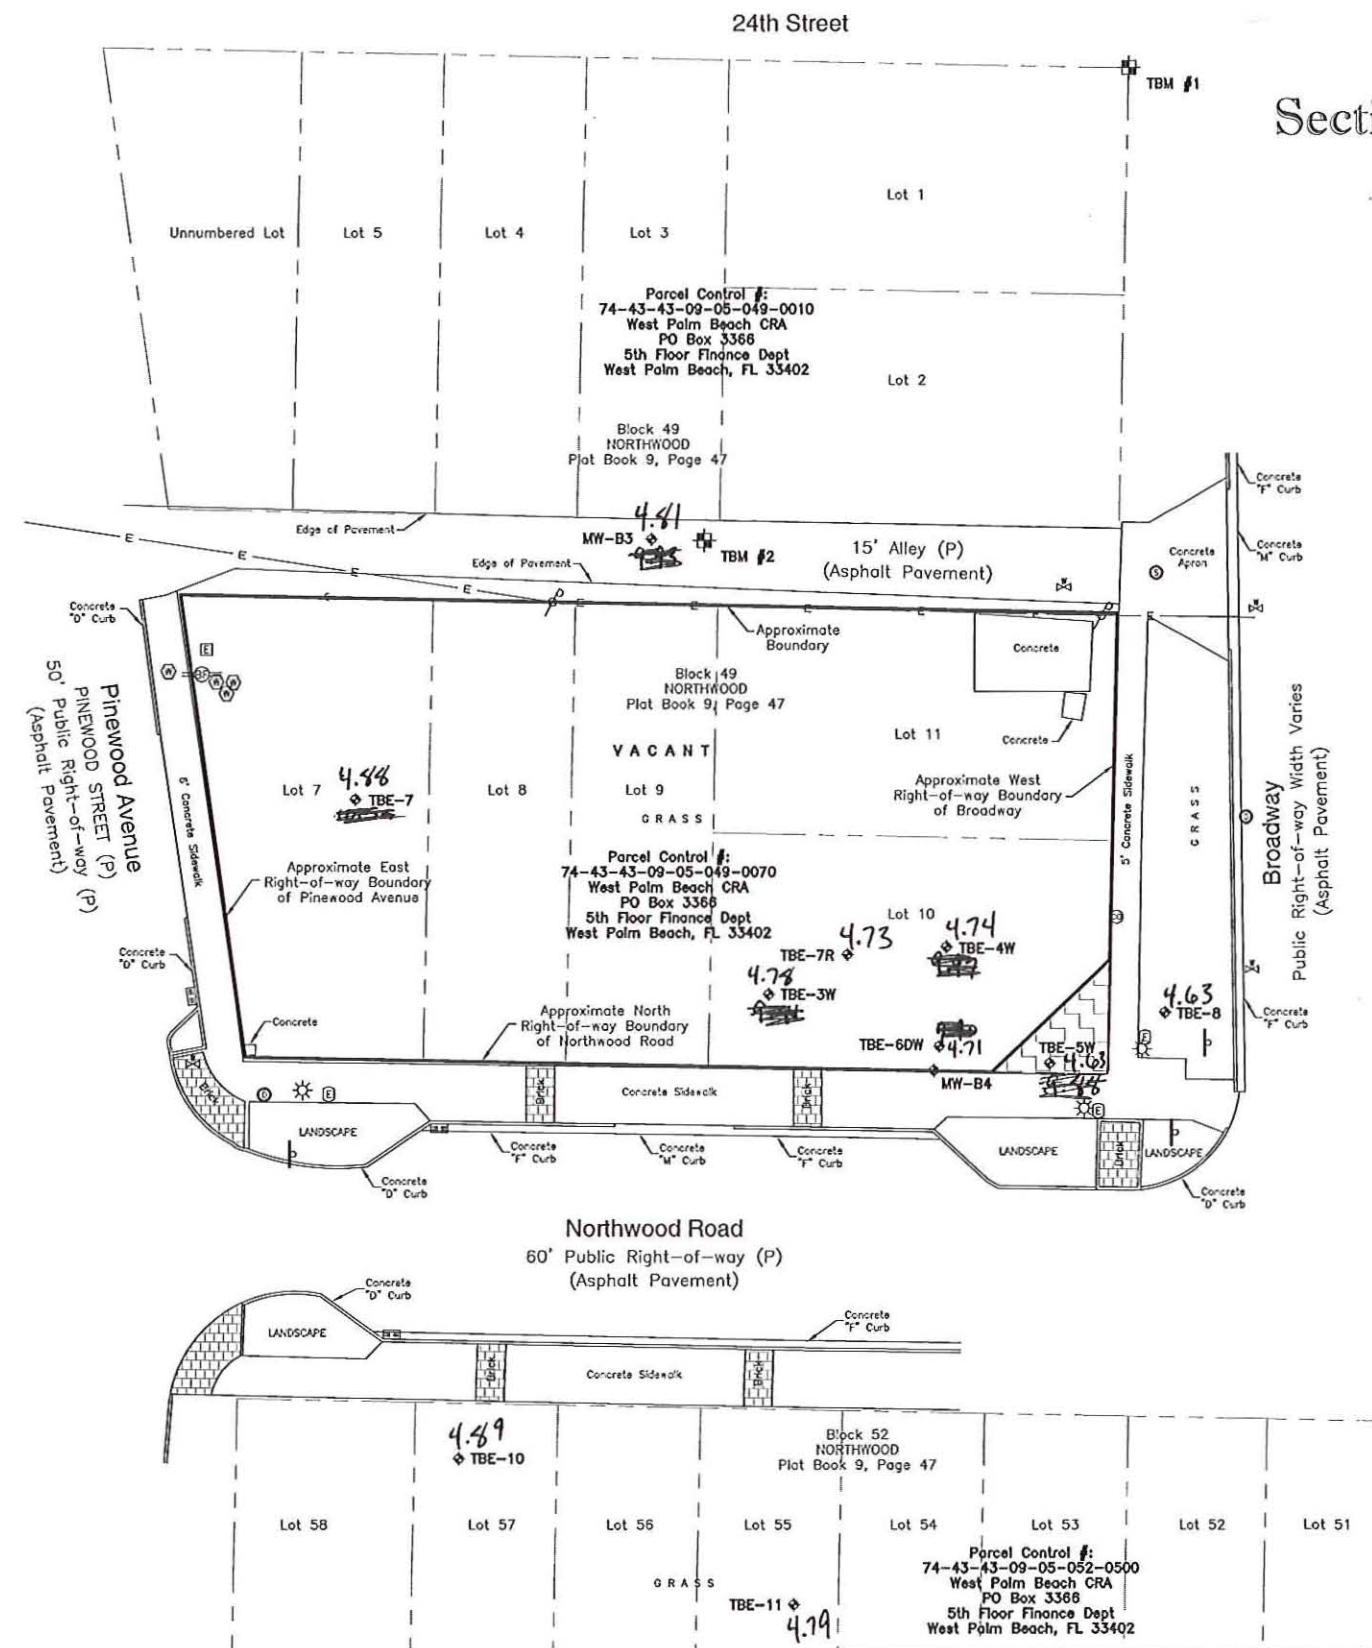 24th Street
TBM #1
Secti
Lot 1
Unnumbered Lot
Lot 5
Lot 4
Lot 3
Parcel Control #:
74-43-43-09-05-049-0010
West Palm Beach CRA
PO Box 3366
5th Floor Finance Dept
West Palm Beach, FL 33402
Lot 2
Block 49
NORTHWOOD
Plat Book 9, Page 47
Concrete
"F" Curb
Edge of Pavement
4.81
MW-B3
TBM #2
15' Alley (P)
(Asphalt Pavement)
Concrete
Apron
Concrete
"M" Curb
S
E
E
E
E
E
E
E
E
E
E
E
Edge of Pavement
Concrete
"D" Curb
Approximate
Boundary
Concrete
E
BF
Block 49
NORTHWOOD
Plat Book 9, Page 47
VACANT
Lot 11
Concrete
Pinewood Avenue
PINEWOOD STREET (P)
50' Public Right-of-way (P)
(Asphalt Pavement)
5' Concrete Sidewalk
Lot 7
4.88
TBE-7
Lot 8
Lot 9
GRASS
Approximate West
Right-of-way Boundary
of Broadway
5' Concrete Sidewalk
GRASS
Broadway
Public Right-of-way Width Varies
(Asphalt Pavement)
Approximate East
Right-of-way Boundary
of Pinewood Avenue
Parcel Control #:
74-43-43-09-05-049-0070
West Palm Beach CRA
PO Box 3366
5th Floor Finance Dept
West Palm Beach, FL 33402
Lot 10
4.74
TBE-4W
4.73
TBE-7R
4.78
TBE-3W
Concrete
"D" Curb
Concrete
Approximate North
Right-of-way Boundary
of Northwood Road
TBE-6DW
4.71
MW-B4
TBE-5W
4.63
4.63
TBE-8
Concrete
"F" Curb
E
Brick
D
E
LANDSCAPE
Brick
Concrete Sidewalk
Brick
E
LANDSCAPE
Brick
LANDSCAPE
Concrete
"F" Curb
Concrete
"M" Curb
Concrete
"F" Curb
Concrete
"D" Curb
Concrete
"D" Curb
Northwood Road
60' Public Right-of-way (P)
(Asphalt Pavement)
Concrete
"D" Curb
LANDSCAPE
Concrete
"F" Curb
Brick
Concrete Sidewalk
Brick
4.89
TBE-10
Block 52
NORTHWOOD
Plat Book 9, Page 47
Lot 58
Lot 57
Lot 56
Lot 55
Lot 54
Lot 53
Lot 52
Lot 51
GRASS
TBE-11
4.79
Parcel Control #:
74-43-43-09-05-052-0500
West Palm Beach CRA
PO Box 3366
5th Floor Finance Dept
West Palm Beach, FL 33402